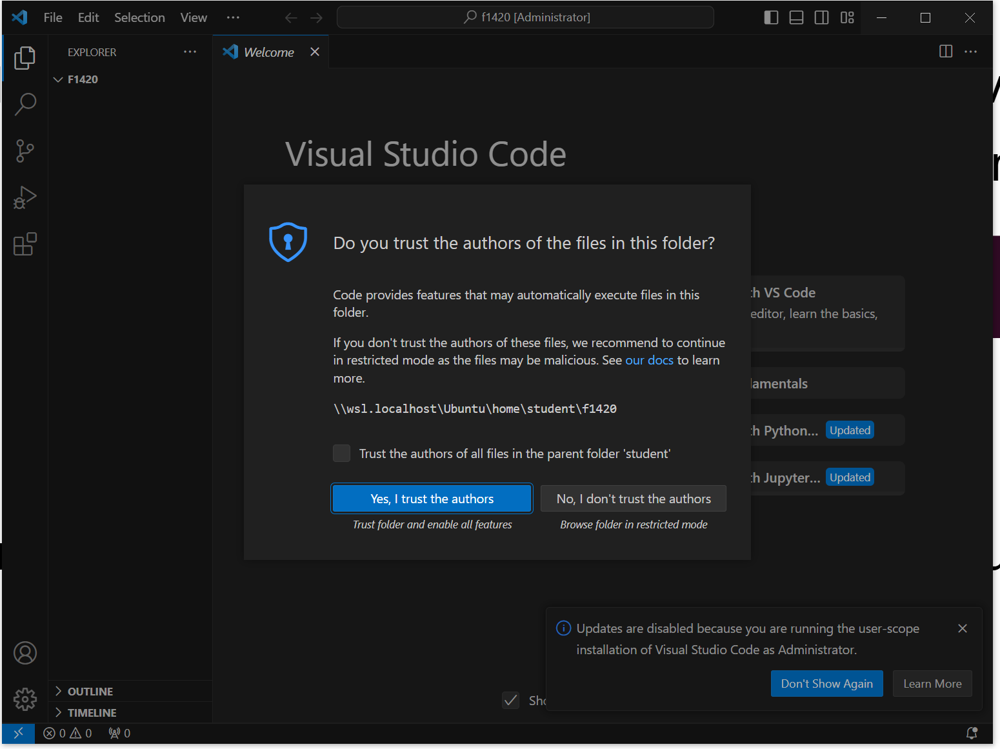 File Edit Selection View ···
f1420 [Administrator]
EXPLORER ···
Welcome
F1420
Visual Studio Code
Do you trust the authors of the files in this folder?
Code provides features that may automatically execute files in this
folder.
If you don't trust the authors of these files, we recommend to continue
in restricted mode as the files may be malicious. See our docs to learn
more.
\\wsl.localhost\Ubuntu\home\student\f1420
Trust the authors of all files in the parent folder 'student'
Yes, I trust the authors
No, I don't trust the authors
Trust folder and enable all features
Browse folder in restricted mode
VS Code
editor, learn the basics,
Python... Updated
Jupyter... Updated
Updates are disabled because you are running the user-scope
installation of Visual Studio Code as Administrator.
Don't Show Again
Learn More
OUTLINE
TIMELINE
0 0 0